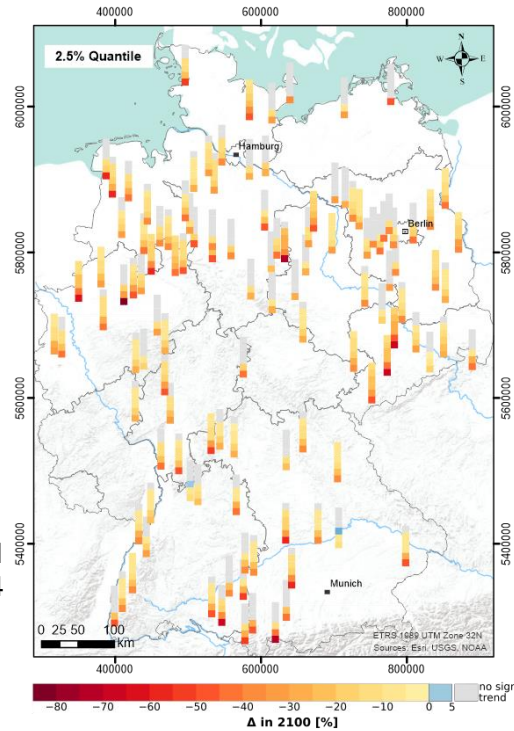 400000 600000 800000
2.5% Quantile
N
W E
S
6000000 6000000
Hamburg
Berlin
5800000 5800000
5600000 5600000
5400000 5400000
Munich
0 25 50 100
Km
ETRS 1989 UTM Zone 32N
Sources: Esri, USGS, NOAA
400000 600000 800000
no sign
trend
−80 −70 −60 −50 −40 −30 −20 −10 0 5
Δ in 2100 [%]